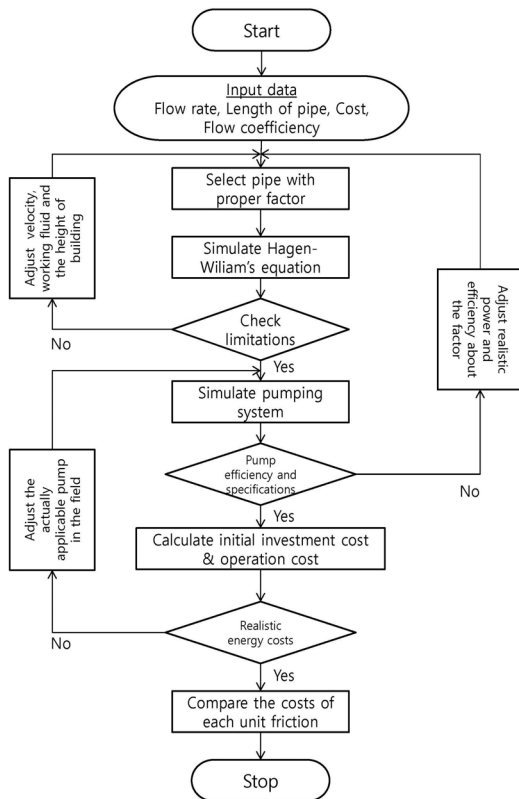 Start
Input data
Flow rate, Length of pipe, Cost,
Flow coefficiency
Select pipe with
proper factor
Adjust velocity,
working fluid and
the height of
building
Simulate Hagen-
Wiliam's equation
Check
limitations
No
Yes
Adjust realistic
power and
efficiency about
the factor
Simulate pumping
system
Pump
efficiency and
specifications
No
Yes
Adjust the
actually
applicable pump
in the field
Calculate initial investment
cost
& operation cost
Realistic
energy costs
No
Yes
Compare the costs of
each unit friction
Stop